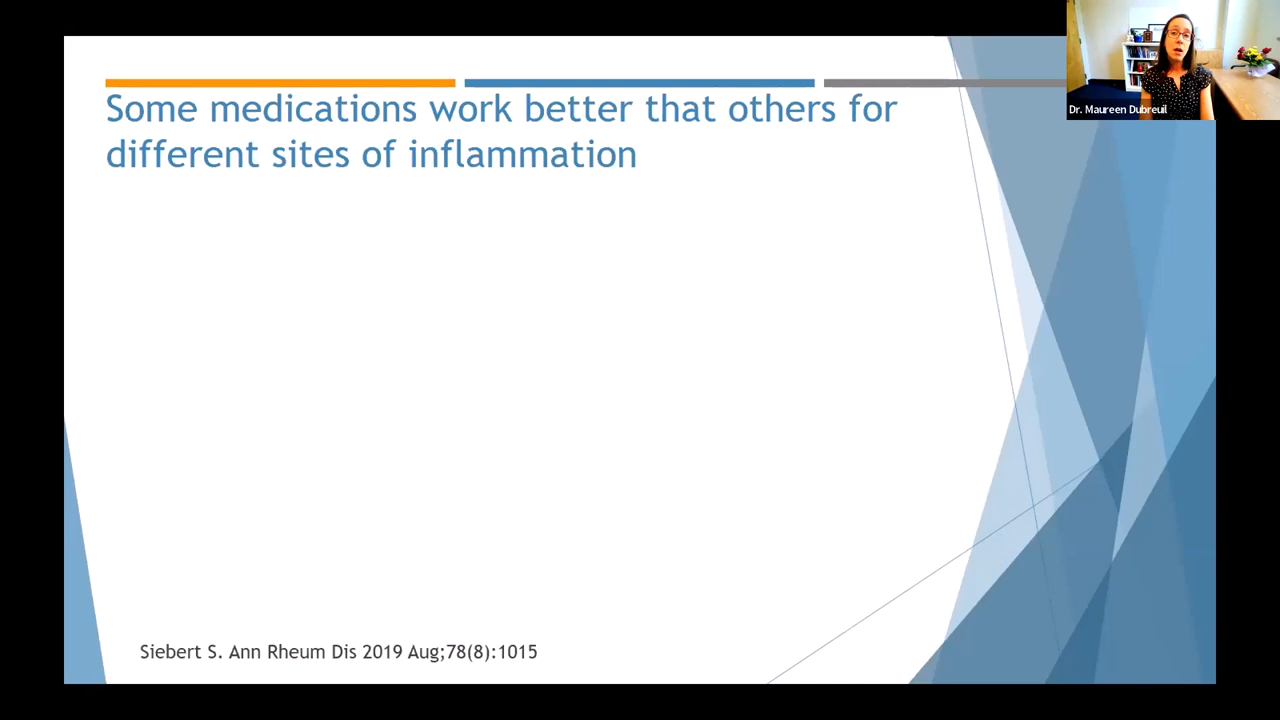 Some medications work better that others for
different sites of inflammation
Dr. Maureen Dubreuil
Siebert S. Ann Rheum Dis 2019 Aug;78(8):1015